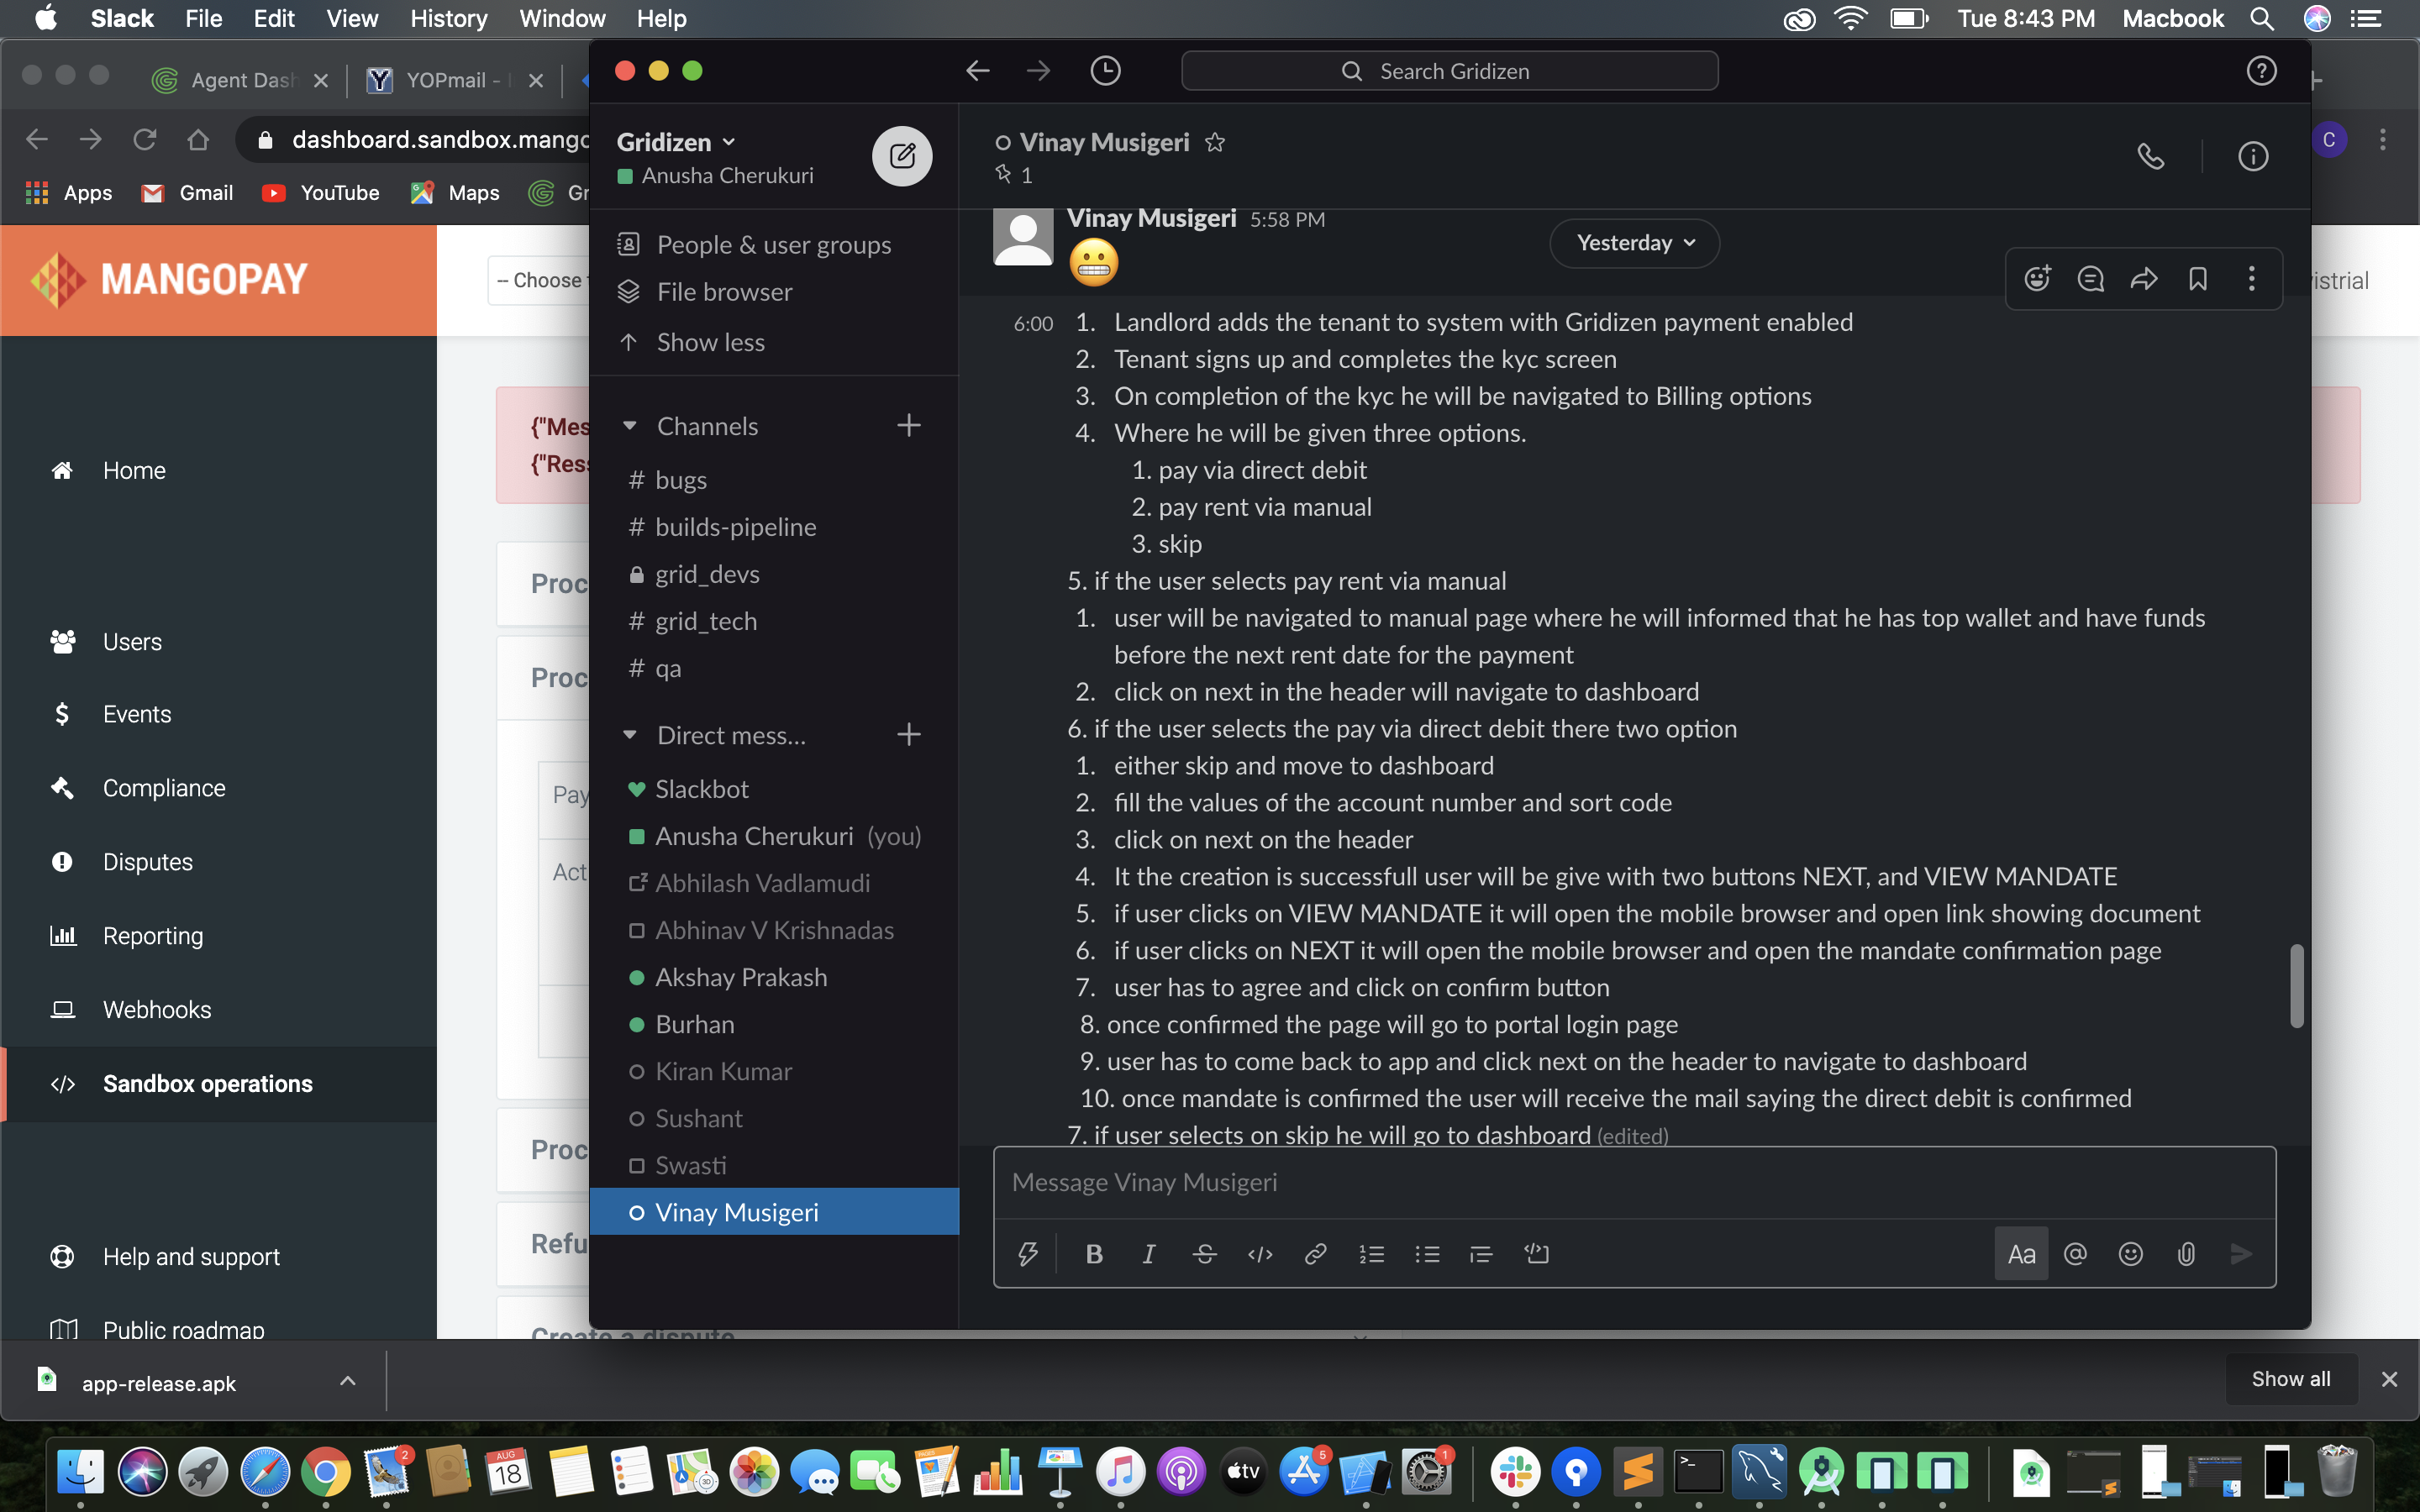 Slack File Edit View History Window Help
Tue 8:43 PM Macbook
Agent Dash
YOPmail -
Search Gridizen
dashboard.sandbox.mango
C
Apps Gmail YouTube Maps
MANGOPAY
-- Choose
istrial
Home
Users
Events
Compliance
Disputes
Reporting
Webhooks
Sandbox operations
Help and support
Public roadmap
{"Mes
{"Ress
Proc
Proc
Pay
Act
Proc
Refu
Create a dispute
Gridizen
Anusha Cherukuri
People & user groups
File browser
Show less
Channels
# bugs
# builds-pipeline
grid_devs
# grid_tech
# qa
Direct mess...
Slackbot
Anusha Cherukuri (you)
Abhilash Vadlamudi
Abhinav V Krishnadas
Akshay Prakash
Burhan
Kiran Kumar
Sushant
Swasti
Vinay Musigeri
Vinay Musigeri
1
Vinay Musigeri 5:58 PM
Yesterday
6:00 1. Landlord adds the tenant to system with Gridizen payment enabled
2. Tenant signs up and completes the kyc screen
3. On completion of the kyc he will be navigated to Billing options
4. Where he will be given three options.
1. pay via direct debit
2. pay rent via manual
3. skip
5. if the user selects pay rent via manual
1. user will be navigated to manual page where he will informed that he has top wallet and have funds
before the next rent date for the payment
2. click on next in the header will navigate to dashboard
6. if the user selects the pay via direct debit there two option
1. either skip and move to dashboard
2. fill the values of the account number and sort code
3. click on next on the header
4. It the creation is successfull user will be give with two buttons NEXT, and VIEW MANDATE
5. if user clicks on VIEW MANDATE it will open the mobile browser and open link showing document
6. if user clicks on NEXT it will open the mobile browser and open the mandate confirmation page
7. user has to agree and click on confirm button
8. once confirmed the page will go to portal login page
9. user has to come back to app and click next on the header to navigate to dashboard
10. once mandate is confirmed the user will receive the mail saying the direct debit is confirmed
7. if user selects on skip he will go to dashboard (edited)
Message Vinay Musigeri
B I Aa @
app-release.apk
Show all
2
AUG
18
PAGES
3D
tv
5
1